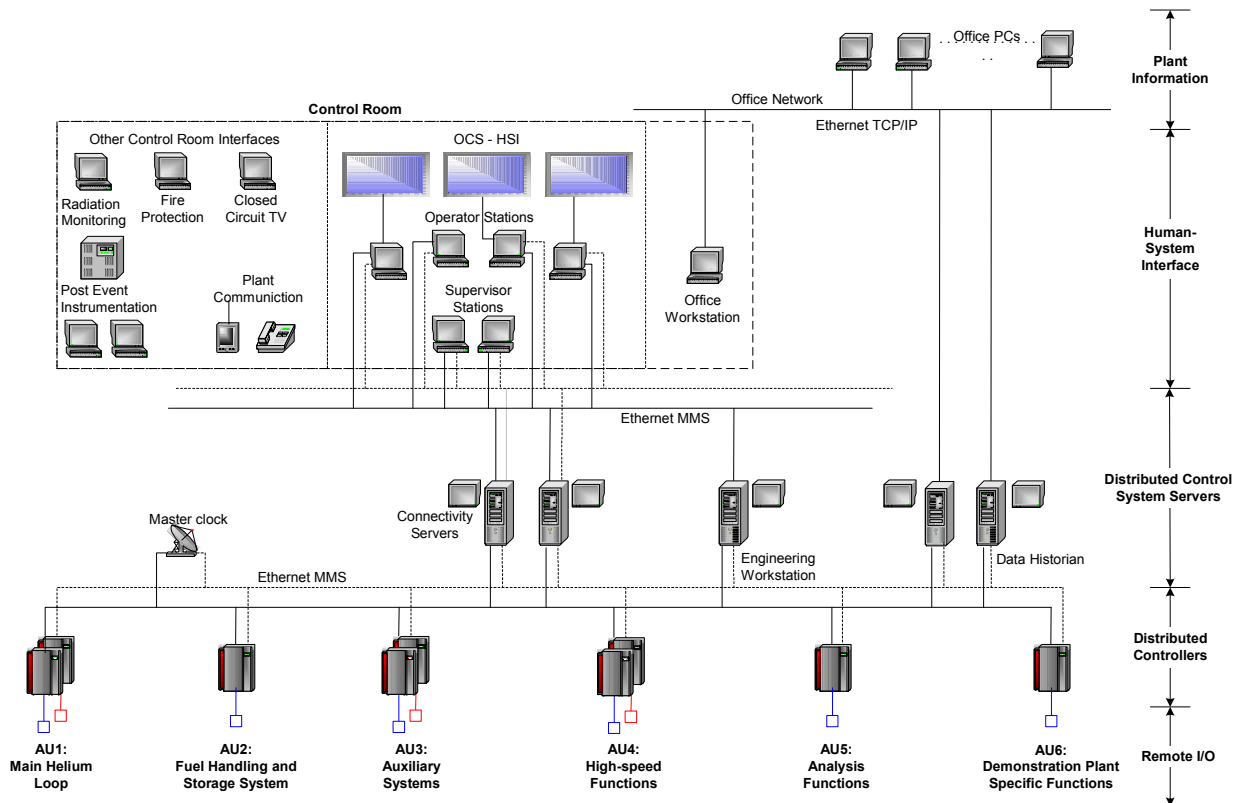 Office PCs
. . . . . . . . . .
. .
Plant
Information
Office Network
Ethernet TCP/IP
Control Room
Other Control Room Interfaces
OCS - HSI
Radiation
Monitoring
Fire
Protection
Closed
Circuit TV
Operator Stations
Human-
System
Interface
Post Event
Instrumentation
Plant
Communiction
Supervisor
Stations
Office
Workstation
Ethernet MMS
Distributed Control
System Servers
Master clock
Connectivity
Servers
Engineering
Workstation
Data Historian
Ethernet MMS
Distributed
Controllers
AU1:
Main Helium
Loop
AU2:
Fuel Handling and
Storage System
AU3:
Auxiliary
Systems
AU4:
High-speed
Functions
AU5:
Analysis
Functions
AU6:
Demonstration Plant
Specific Functions
Remote I/O